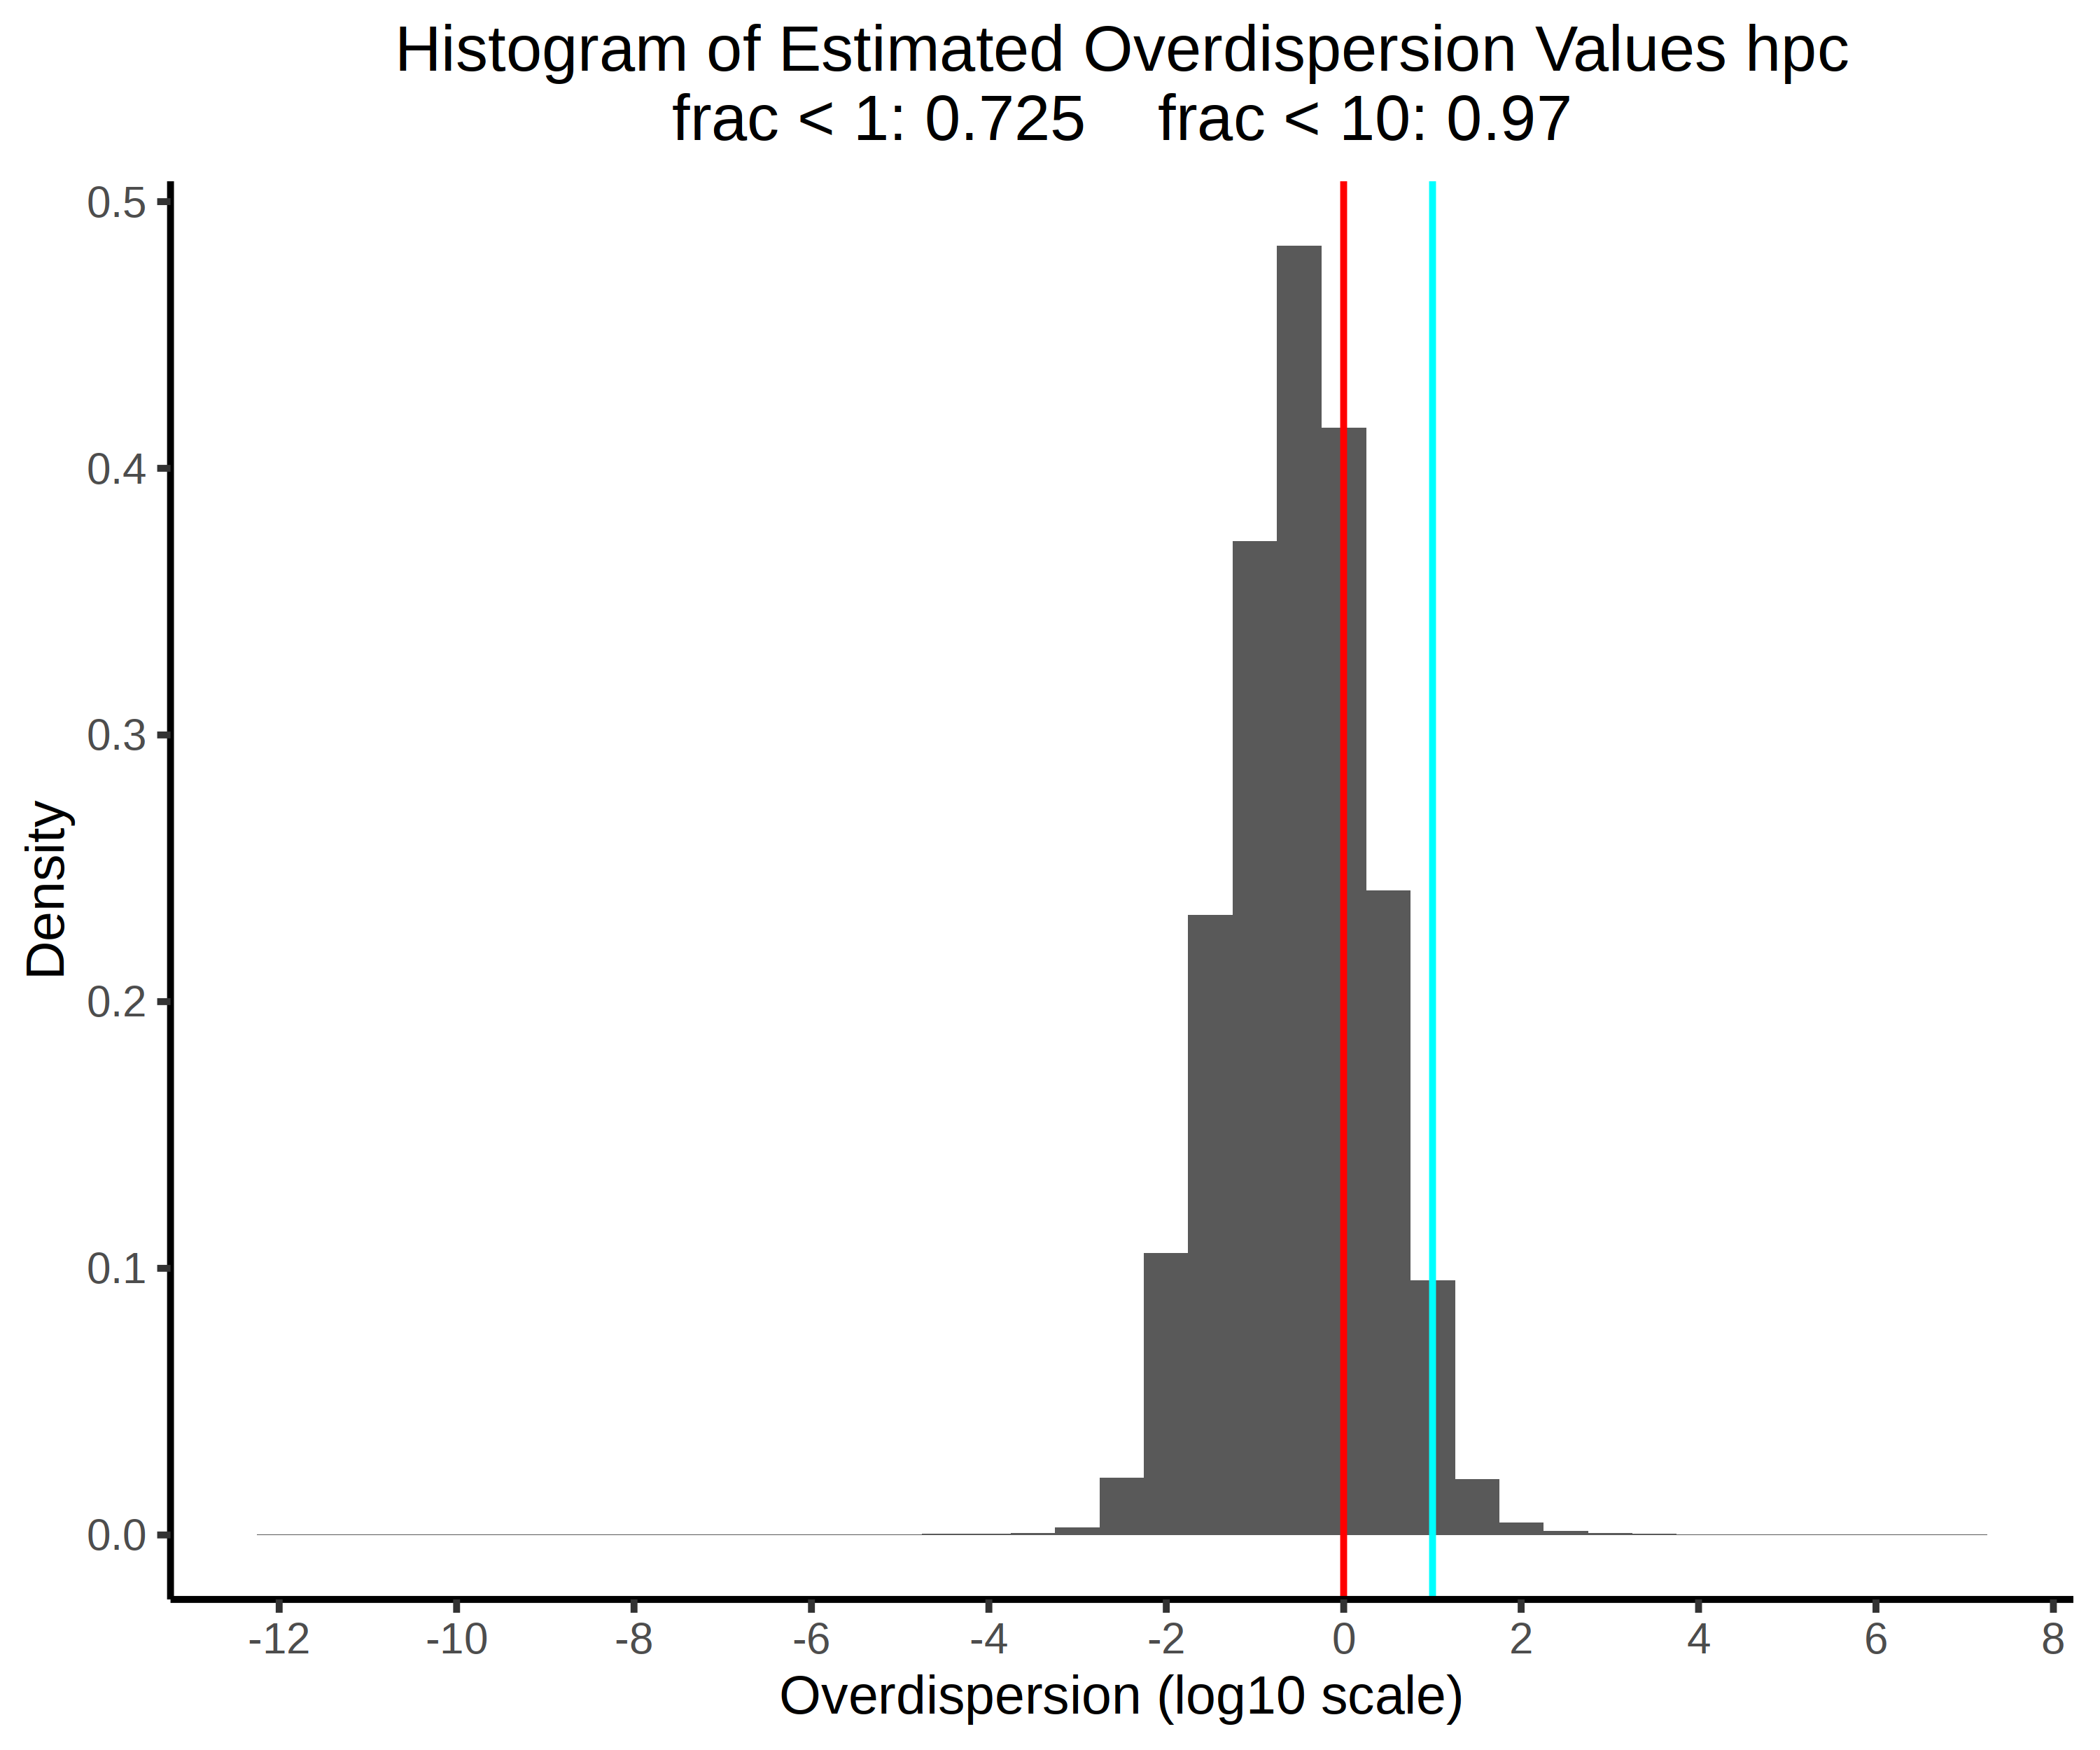 Histogram of Estimated Overdispersion Values hpc
frac < 1: 0.725    frac < 10: 0.97
0.5
0.4
0.3
0.2
0.1
0.0
Density
-12 -10 -8 -6 -4 -2 0 2 4 6 8
Overdispersion (log10 scale)